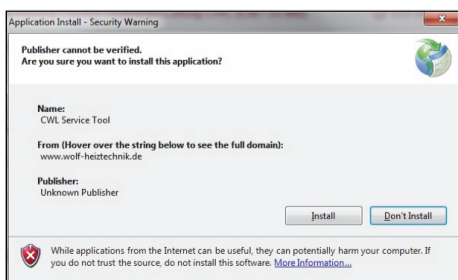 Application Install - Security Warning
Publisher cannot be verified.
Are you sure you want to install this application?
Name:
CWL Service Tool
From (Hover over the string below to see the full domain):
www.wolf-heiztechnik.de
Publisher:
Unknown Publisher
Install
Don't Install
While applications from the Internet can be useful, they can potentially harm your computer. If
you do not trust the source, do not install this software. More Information...